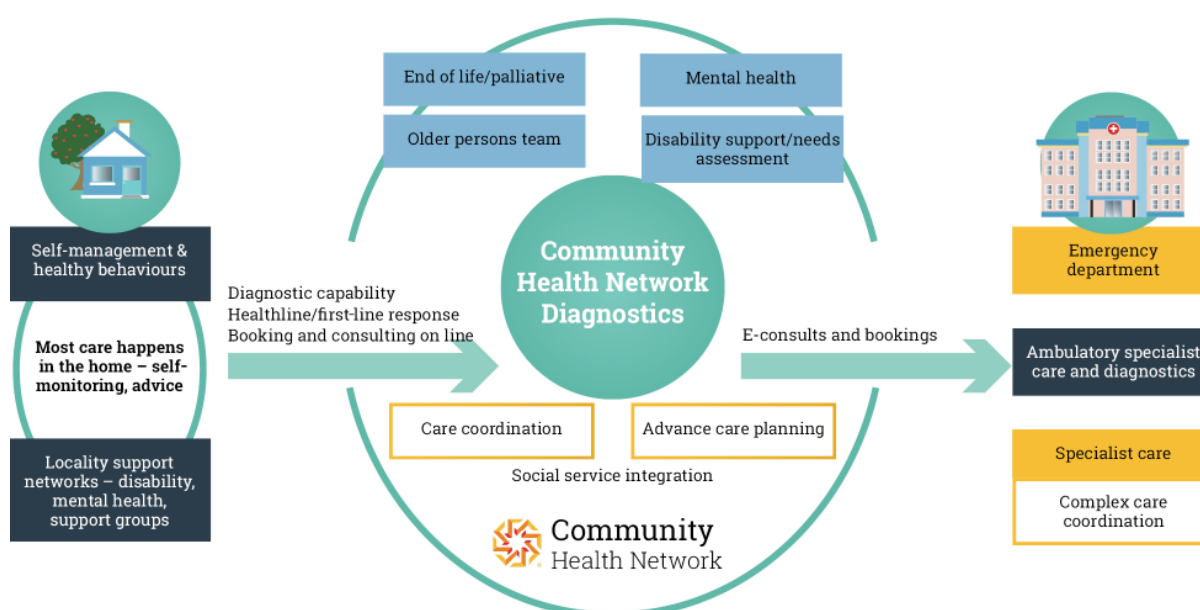 Self-management &
healthy behaviours
Most care happens
in the home – self-
monitoring, advice
Locality support
networks – disability,
mental health,
support groups
Diagnostic capability
Healthline/first-line response
Booking and consulting on line
End of life/palliative
Mental health
Older persons team
Disability support/needs
assessment
Community
Health Network
Diagnostics
Care coordination
Advance care planning
Social service integration
Community
Health Network
E-consults and bookings
Emergency
department
Ambulatory specialist
care and diagnostics
Specialist care
Complex care
coordination